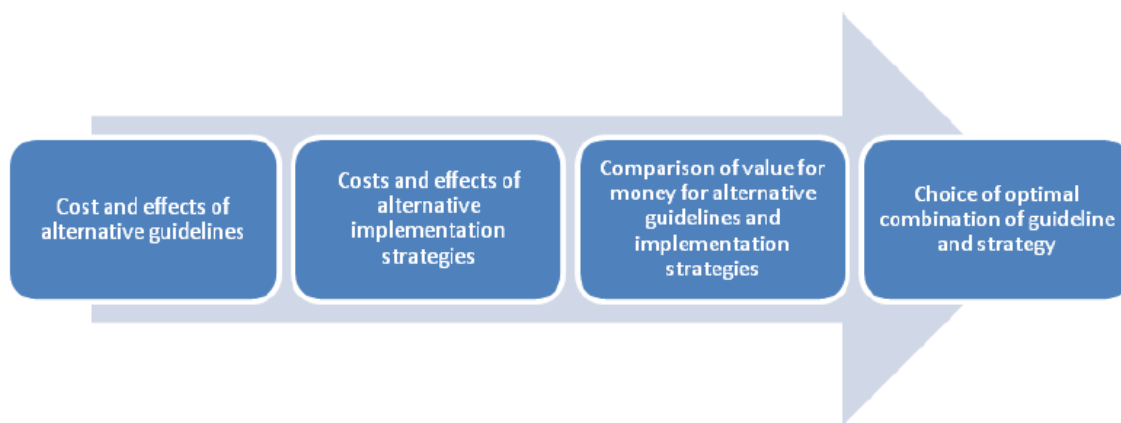 Cost and effects of
alternative guidelines
Costs and effects of
alternative
implementation
strategies
Comparison of value for
money for alternative
guidelines and
implementation
strategies
Choice of optimal
combination of guideline
and strategy